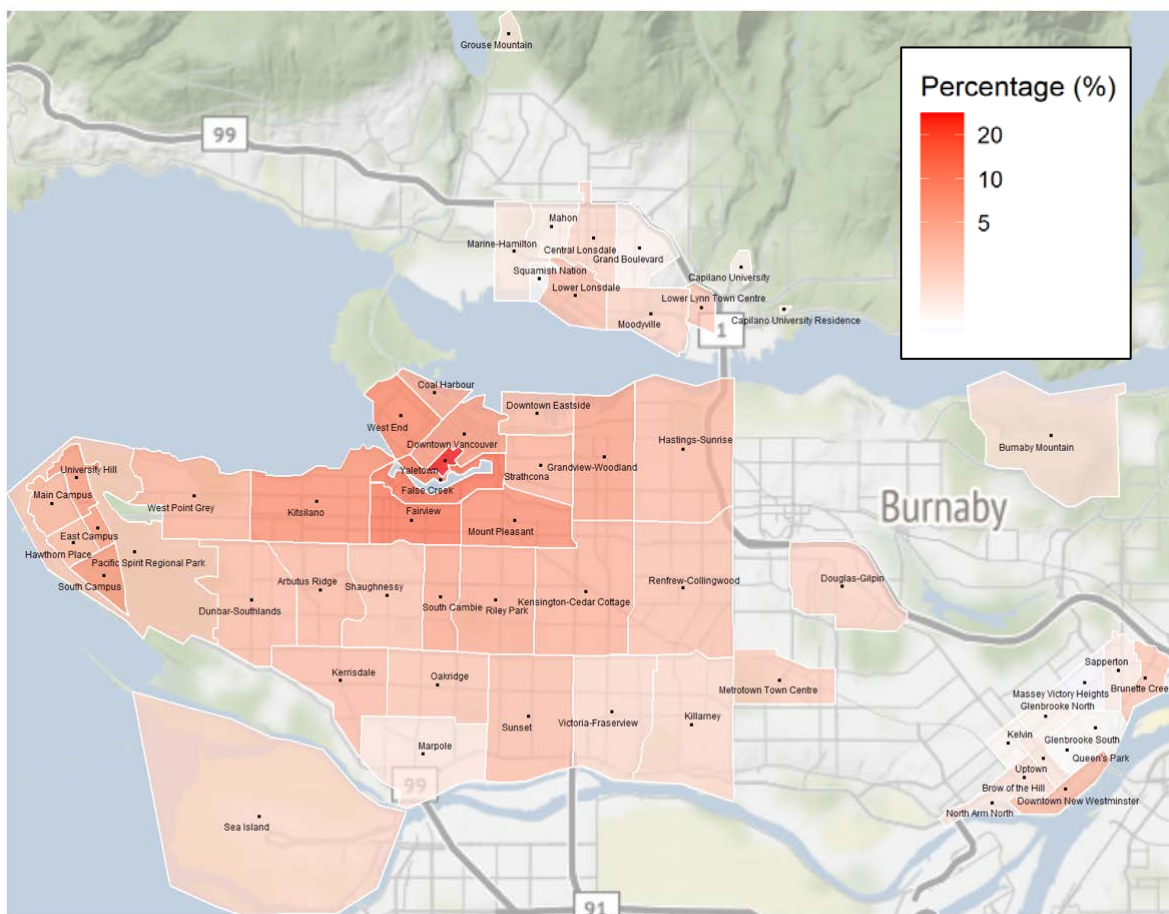 Grouse Mountain
Percentage (%)
20
10
5
99
Mahon
Marine-Hamilton
Central Lonsdale
Grand Boulevard
Squamish Nation
Capilano University
Lower Lonsdale
Lower Lynn Town Centre
Moodyville
Capilano University Residence
1
Coal Harbour
Downtown Eastside
West End
Downtown Vancouver
Hastings-Sunrise
Burnaby Mountain
University Hill
Yaletown
Strathcona
Grandview-Woodland
Main Campus
False Creek
West Point Grey
Kitsilano
Fairview
Burnaby
East Campus
Mount Pleasant
Hawthorn Place
Pacific Spirit Regional Park
South Campus
Arbutus Ridge
Shaughnessy
Renfrew-Collingwood
Douglas-Gilpin
Dunbar-Southlands
South Cambie
Riley Park
Kensington-Cedar Cottage
Kerrisdale
Oakridge
Metrotown Town Centre
Sapperton
Brunette Cree
Massey Victory Heights
Glenbrooke North
Sunset
Victoria-Fraserview
Killarney
Kelvin
Glenbrooke South
Marpole
Queen's Park
Uptown
99
Brow of the Hill
Downtown New Westminster
North Arm North
Sea Island
91